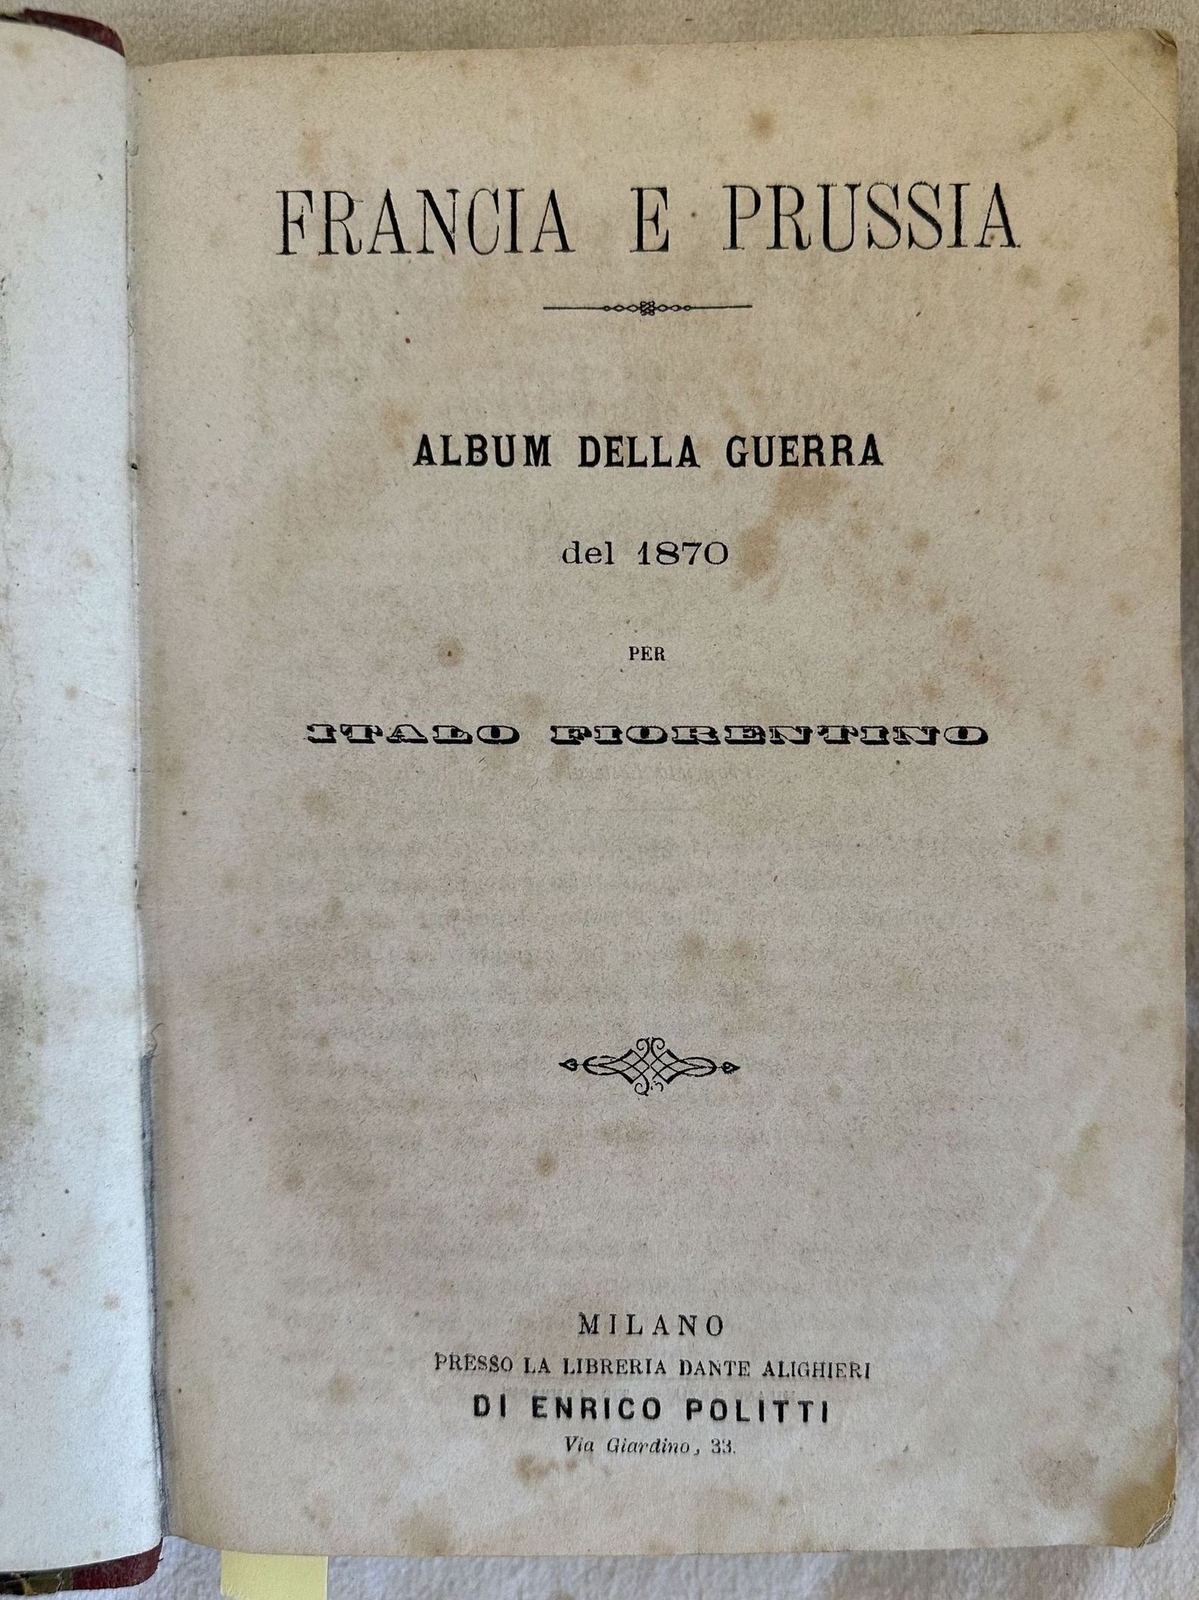 FRANCIA E PRUSSIA
ALBUM DELLA GUERRA
del 1870
PER
ITALO FIORENTINO
MILANO
PRESSO LA LIBRERIA DANTE ALIGHIERI
DI ENRICO POLITTI
Via Giardino, 33.